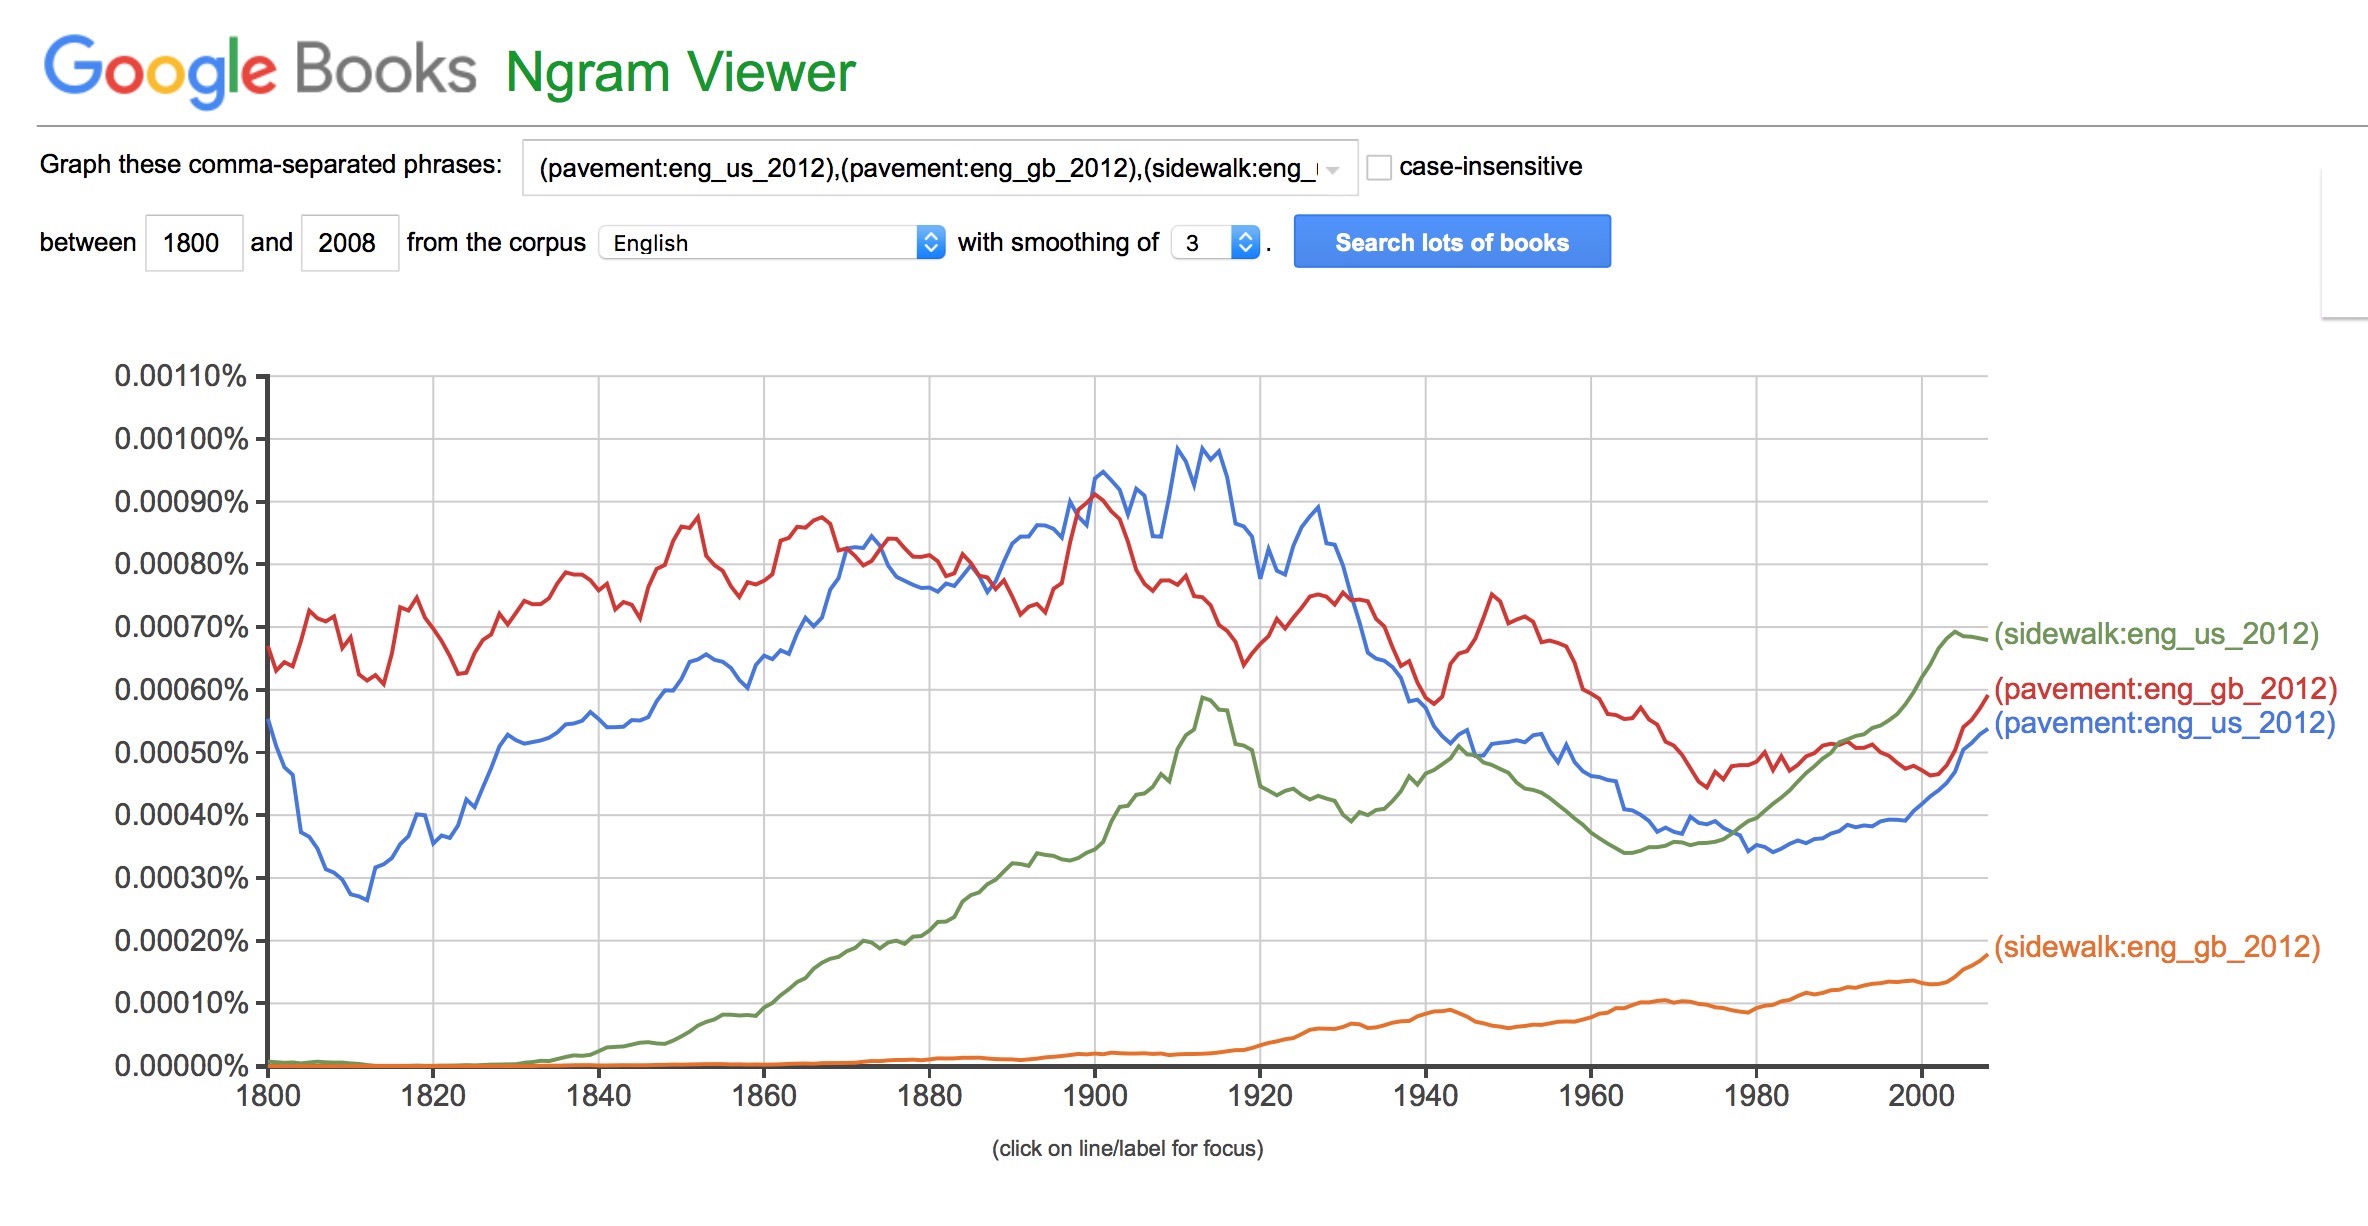 Google Books Ngram Viewer
Graph these comma-separated phrases: (pavement:eng_us_2012),(pavement:eng_gb_2012),(sidewalk:eng_ case-insensitive
between 1800 and 2008 from the corpus English with smoothing of 3 . Search lots of books
0.00110%
0.00100%
0.00090%
0.00080%
0.00070%
0.00060%
0.00050%
0.00040%
0.00030%
0.00020%
0.00010%
0.00000%
(sidewalk:eng_us_2012)
(pavement:eng_gb_2012)
(pavement:eng_us_2012)
(sidewalk:eng_gb_2012)
1800 1820 1840 1860 1880 1900 1920 1940 1960 1980 2000
(click on line/label for focus)